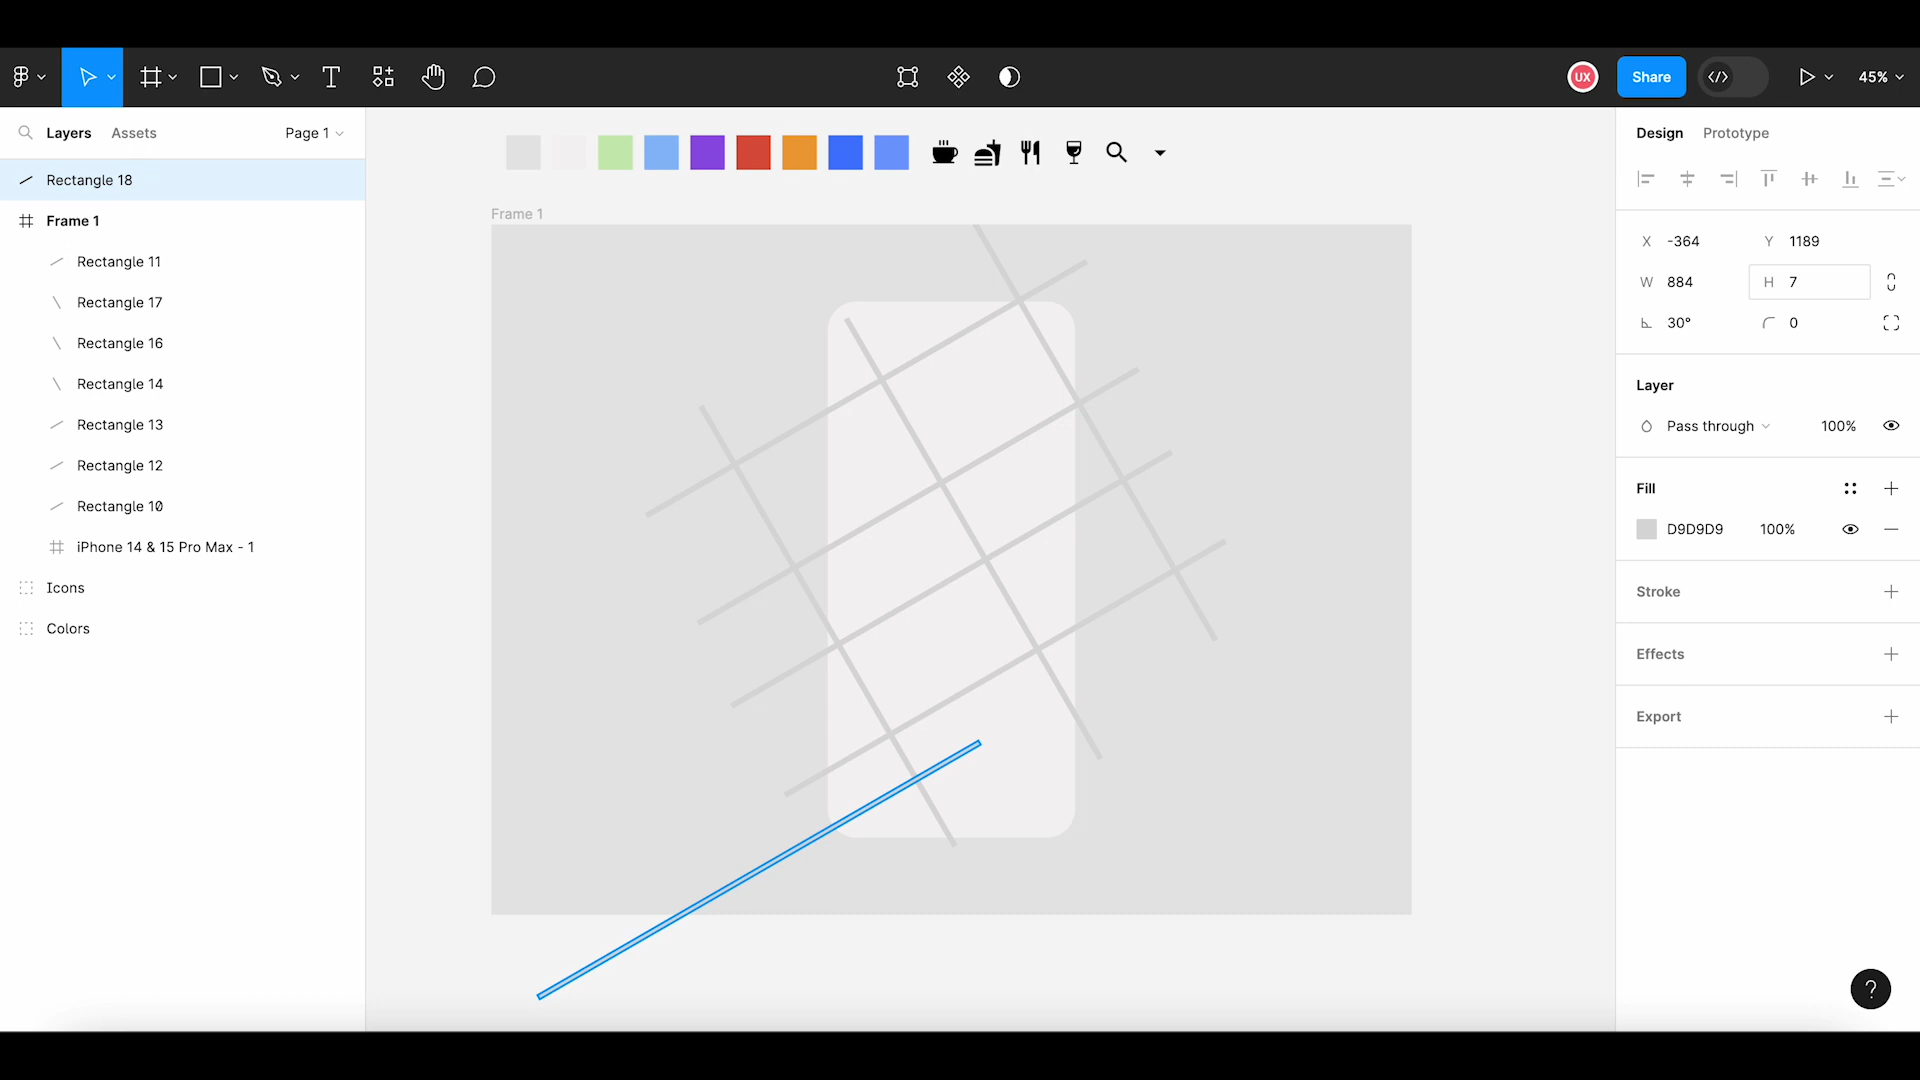 UX
Share
45%
Layers
Assets
Page 1
Design
Prototype
Rectangle 18
Frame 1
Rectangle 11
Rectangle 17
Rectangle 16
Rectangle 14
Rectangle 13
Rectangle 12
Rectangle 10
iPhone 14 & 15 Pro Max - 1
Icons
Colors
Frame 1
X -364
Y 1189
W 884
H 7
30°
0
Layer
Pass through
100%
Fill
D9D9D9
100%
Stroke
Effects
Export
?